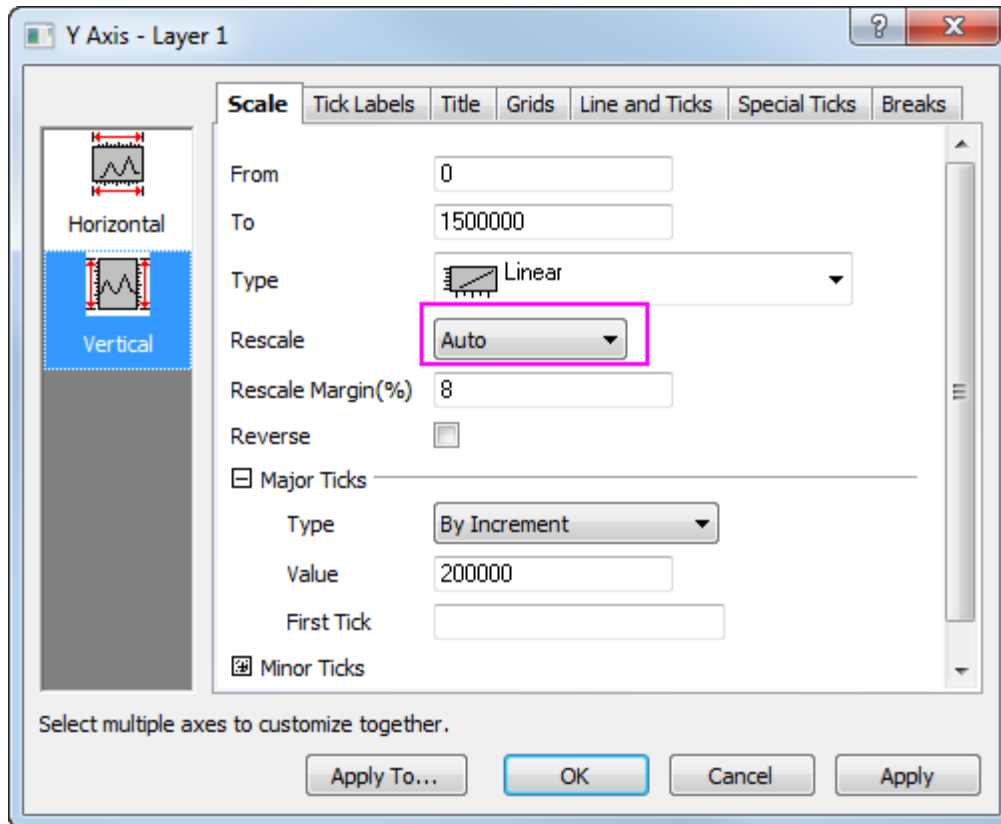 Y Axis - Layer 1
?
Scale Tick Labels Title Grids Line and Ticks Special Ticks Breaks
Horizontal
Vertical
From 0
To 1500000
Type Linear
Rescale Auto
Rescale Margin(%) 8
Reverse
Major Ticks
Type By Increment
Value 200000
First Tick
Minor Ticks
Select multiple axes to customize together.
Apply To... OK Cancel Apply